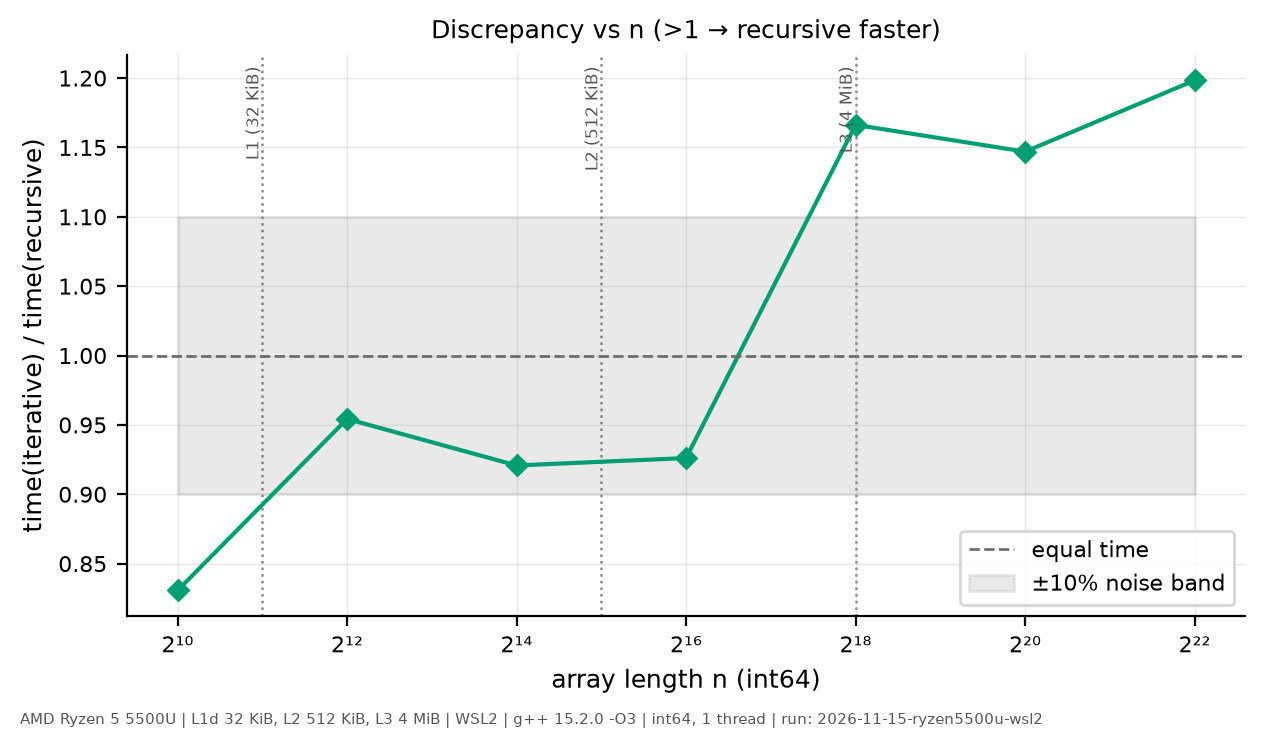 Discrepancy vs n (>1 → recursive faster)
time(iterative) / time(recursive)
1.20
1.15
1.10
1.05
1.00
0.95
0.90
0.85
L1 (32 KiB)
L2 (512 KiB)
L3 (4 MiB)
equal time
±10% noise band
2¹⁰
2¹²
2¹⁴
2¹⁶
2¹⁸
2²⁰
2²²
array length n (int64)
AMD Ryzen 5 5500U | L1d 32 KiB, L2 512 KiB, L3 4 MiB | WSL2 | g++ 15.2.0 -O3 | int64, 1 thread | run: 2026-11-15-ryzen5500u-wsl2